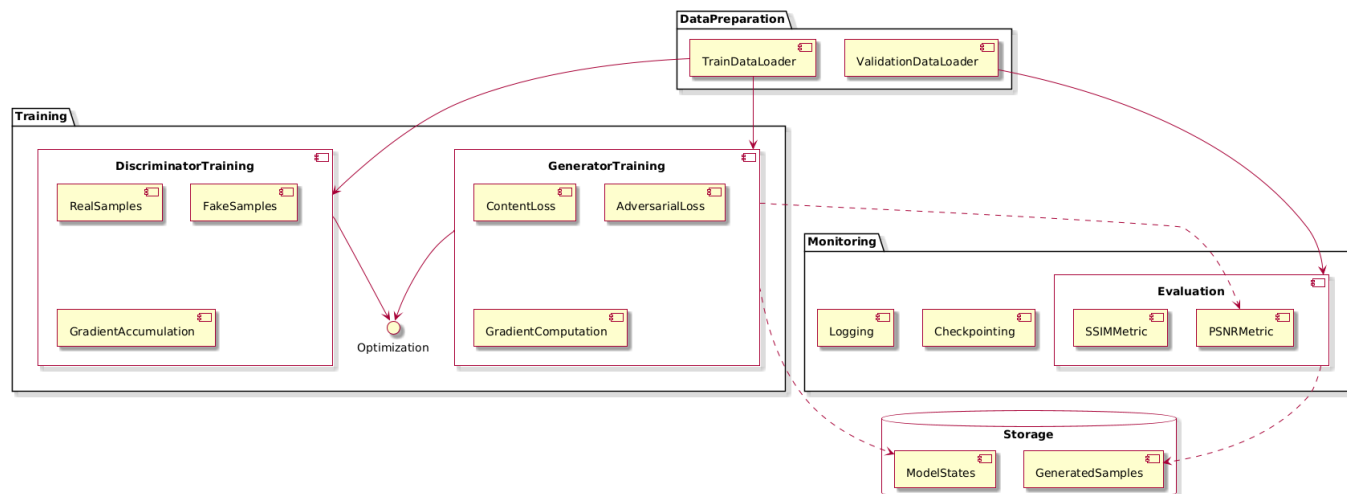 DataPreparation
TrainDataLoader
ValidationDataLoader
Training
DiscriminatorTraining
RealSamples
FakeSamples
GradientAccumulation
Optimization
GeneratorTraining
ContentLoss
AdversarialLoss
GradientComputation
Monitoring
Logging
Checkpointing
Evaluation
SSIMMetric
PSNRMetric
Storage
ModelStates
GeneratedSamples